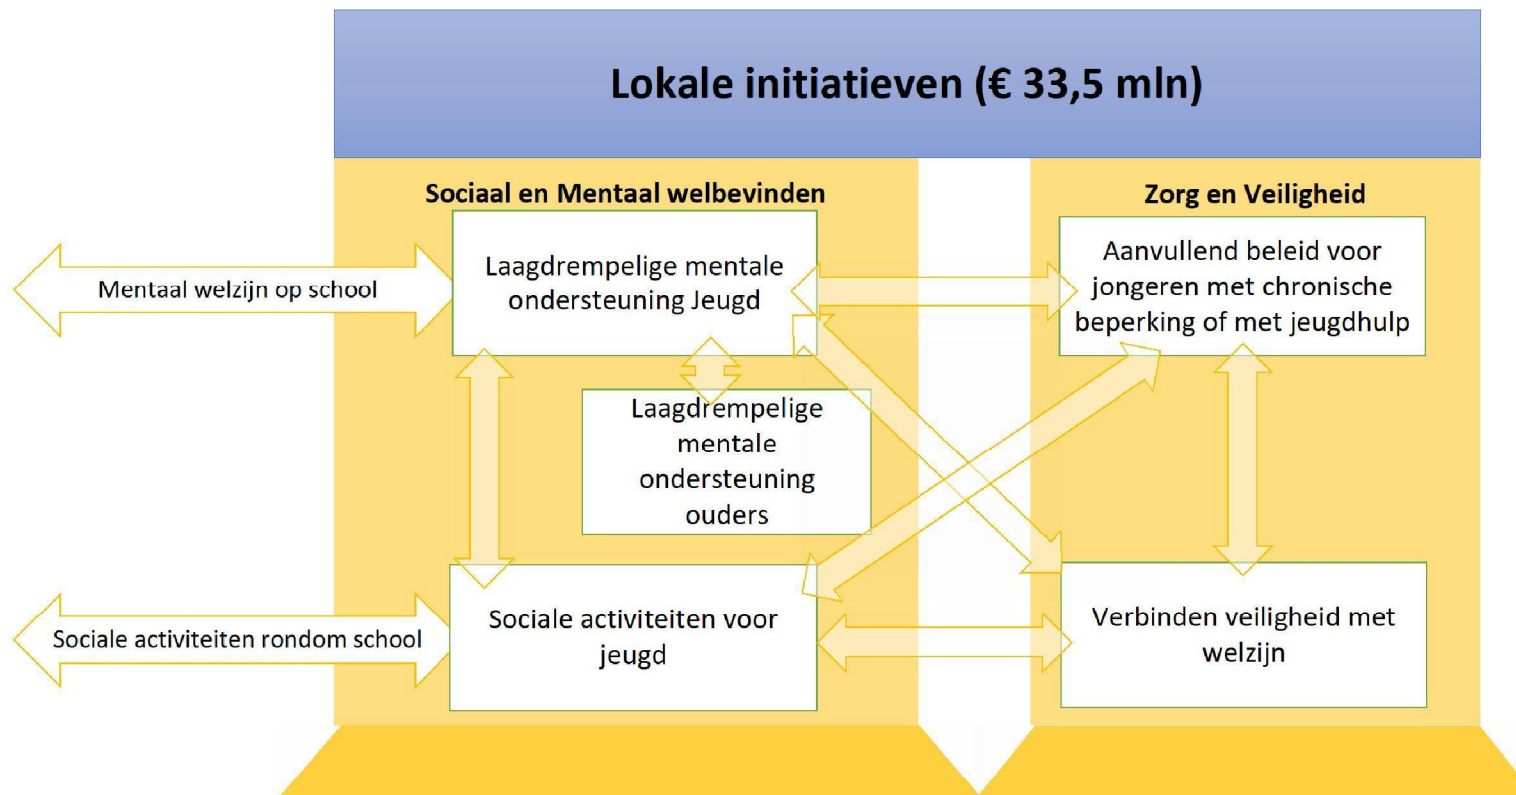 Lokale initiatieven (€ 33,5 mln)
Sociaal en Mentaal welbevinden
Laagdrempelige mentale
ondersteuning Jeugd
Mentaal welzijn op school
Laagdrempelige
mentale
ondersteuning
ouders
Sociale activiteiten voor
jeugd
Sociale activiteiten rondom school
Zorg en Veiligheid
Aanvullend beleid voor
jongeren met chronische
beperking of met jeugdhulp
Verbinden veiligheid met
welzijn